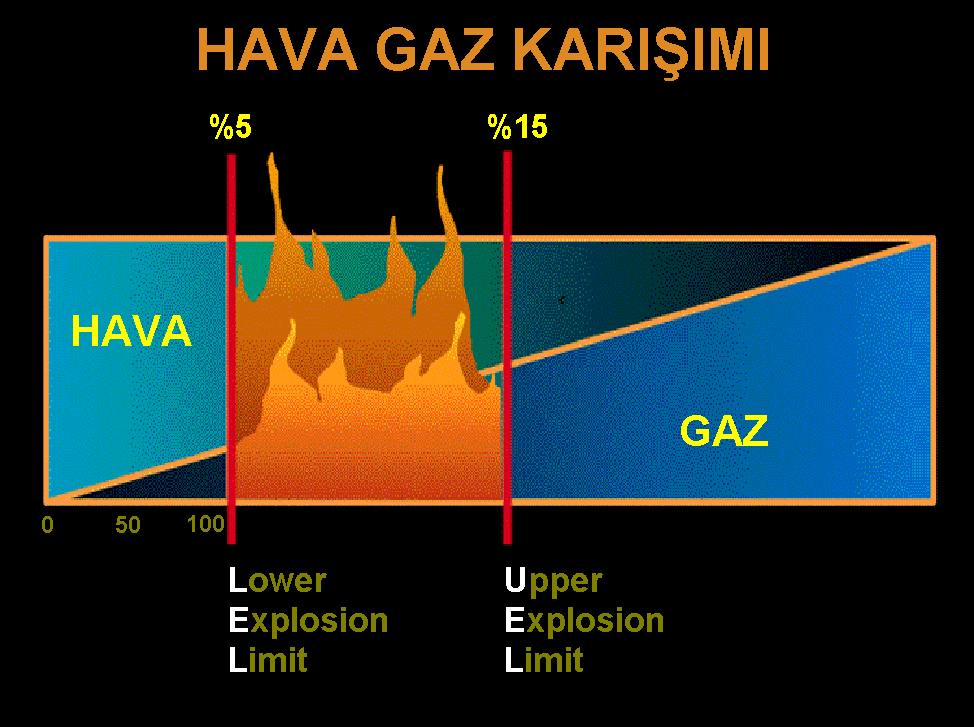 HAVA GAZ KARIŞIMI
%5
%15
HAVA
GAZ
0 50 100
Lower
Explosion
Limit
Upper
Explosion
Limit